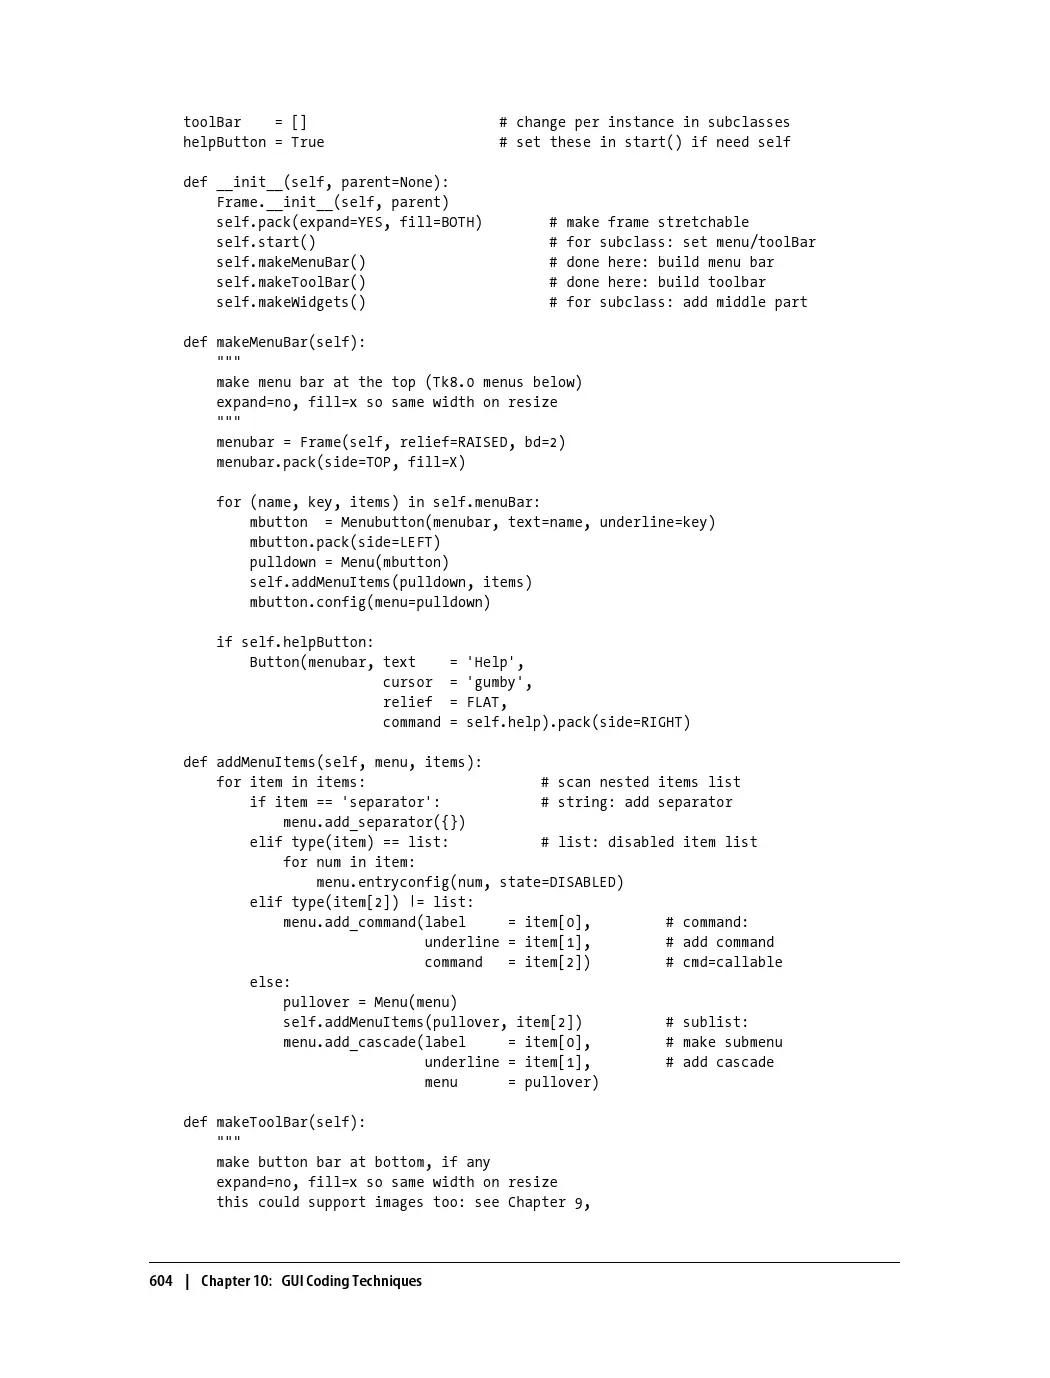 toolBar    = []                       # change per instance in subclasses
helpButton = True                     # set these in start() if need self
def __init__(self, parent=None):
    Frame.__init__(self, parent)
    self.pack(expand=YES, fill=BOTH)        # make frame stretchable
    self.start()                            # for subclass: set menu/toolBar
    self.makeMenuBar()                      # done here: build menu bar
    self.makeToolBar()                      # done here: build toolbar
    self.makeWidgets()                      # for subclass: add middle part
def makeMenuBar(self):
    """
    make menu bar at the top (Tk8.0 menus below)
    expand=no, fill=x so same width on resize
    """
    menubar = Frame(self, relief=RAISED, bd=2)
    menubar.pack(side=TOP, fill=X)
    for (name, key, items) in self.menuBar:
        mbutton  = Menubutton(menubar, text=name, underline=key)
        mbutton.pack(side=LEFT)
        pulldown = Menu(mbutton)
        self.addMenuItems(pulldown, items)
        mbutton.config(menu=pulldown)
    if self.helpButton:
        Button(menubar, text    = 'Help',
                        cursor  = 'gumby',
                        relief  = FLAT,
                        command = self.help).pack(side=RIGHT)
def addMenuItems(self, menu, items):
    for item in items:                     # scan nested items list
        if item == 'separator':            # string: add separator
            menu.add_separator({})
        elif type(item) == list:           # list: disabled item list
            for num in item:
                menu.entryconfig(num, state=DISABLED)
        elif type(item[2]) != list:
            menu.add_command(label     = item[0],         # command:
                             underline = item[1],         # add command
                             command   = item[2])         # cmd=callable
        else:
            pullover = Menu(menu)
            self.addMenuItems(pullover, item[2])          # sublist:
            menu.add_cascade(label     = item[0],         # make submenu
                             underline = item[1],         # add cascade
                             menu      = pullover)
def makeToolBar(self):
    """
    make button bar at bottom, if any
    expand=no, fill=x so same width on resize
    this could support images too: see Chapter 9,
604 | Chapter 10: GUI Coding Techniques